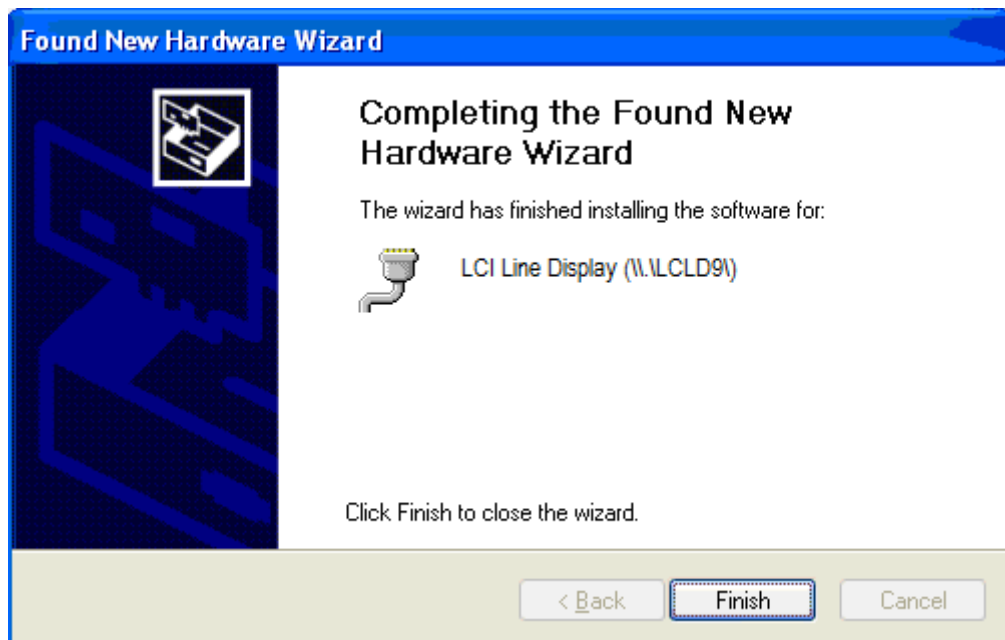 Found New Hardware Wizard
Completing the Found New
Hardware Wizard
The wizard has finished installing the software for:
LCI Line Display (\\.\LCLD9\)
Click Finish to close the wizard.
< Back
Finish
Cancel